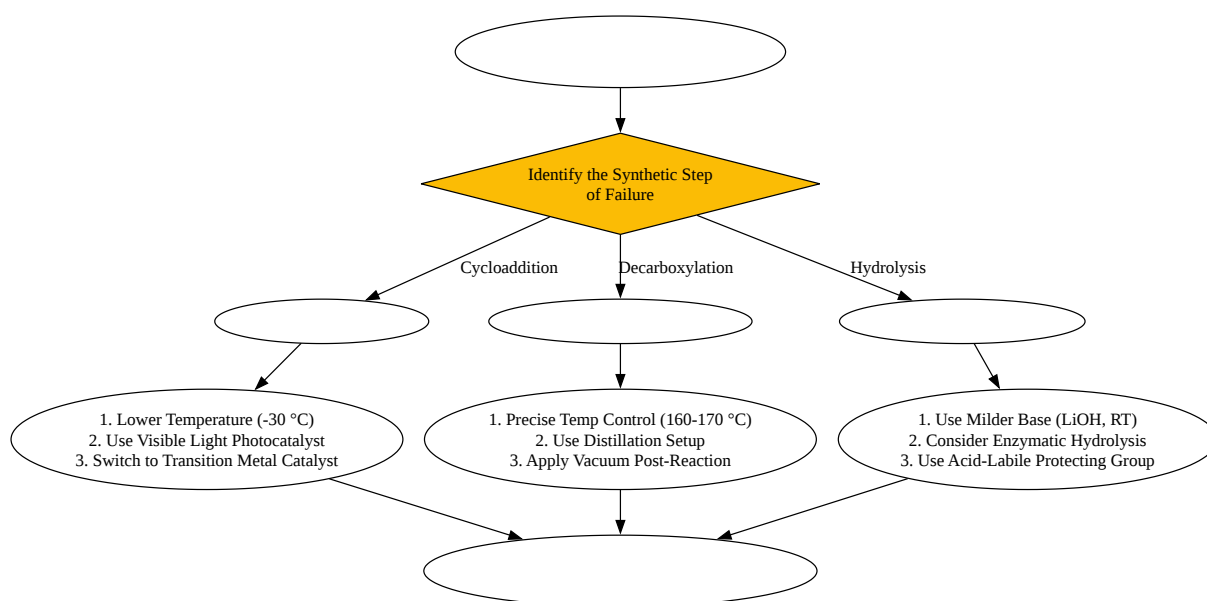 Identify the Synthetic Step
of Failure
Cycloaddition
Decarboxylation
Hydrolysis
1. Lower Temperature (-30 °C)
2. Use Visible Light Photocatalyst
3. Switch to Transition Metal Catalyst
1. Precise Temp Control (160-170 °C)
2. Use Distillation Setup
3. Apply Vacuum Post-Reaction
1. Use Milder Base (LiOH, RT)
2. Consider Enzymatic Hydrolysis
3. Use Acid-Labile Protecting Group